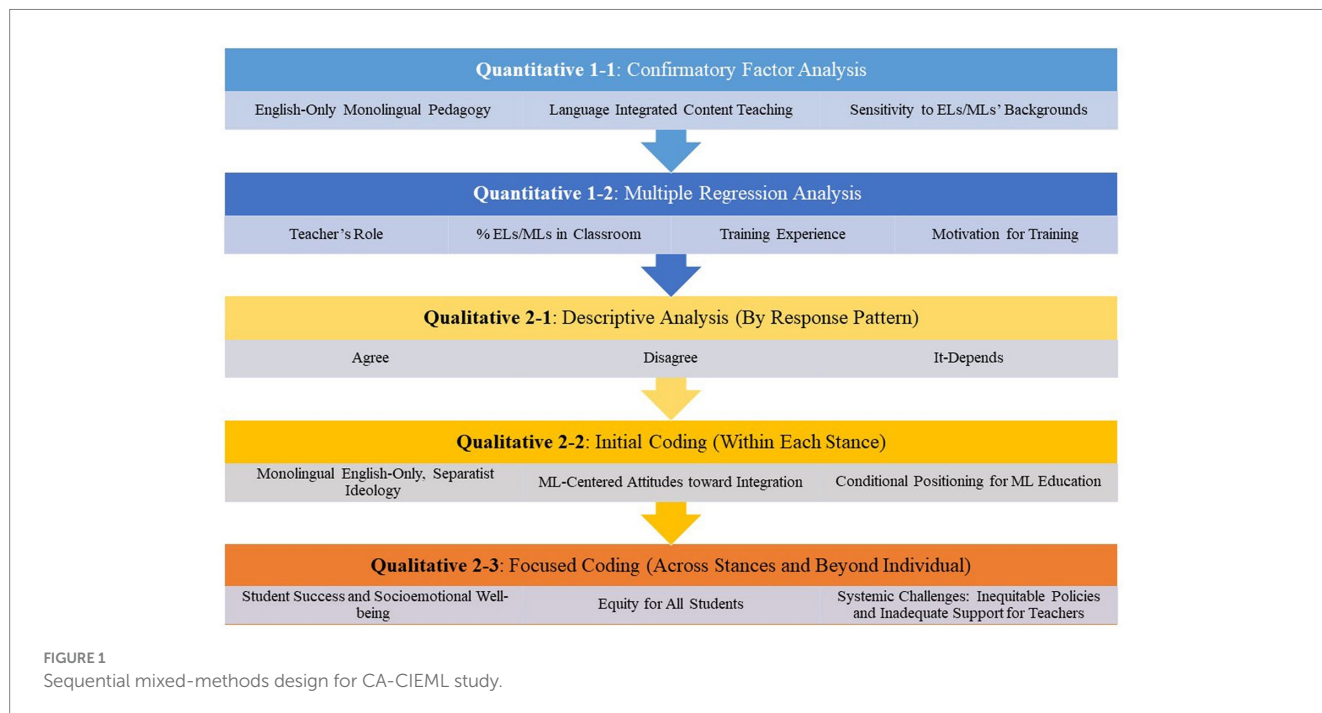 Quantitative 1-1: Confirmatory Factor Analysis
English-Only Monolingual Pedagogy
Language Integrated Content Teaching
Sensitivity to ELs/MLs' Backgrounds
Quantitative 1-2: Multiple Regression Analysis
Teacher's Role
% ELs/MLs in Classroom
Training Experience
Motivation for Training
Qualitative 2-1: Descriptive Analysis (By Response Pattern)
Agree
Disagree
It-Depends
Qualitative 2-2: Initial Coding (Within Each Stance)
Monolingual English-Only, Separatist
Ideology
ML-Centered Attitudes toward Integration
Conditional Positioning for ML Education
Qualitative 2-3: Focused Coding (Across Stances and Beyond Individual)
Student Success and Socioemotional Well-
being
Equity for All Students
Systemic Challenges: Inequitable Policies
and Inadequate Support for Teachers
FIGURE 1
Sequential mixed-methods design for CA-CIEML study.